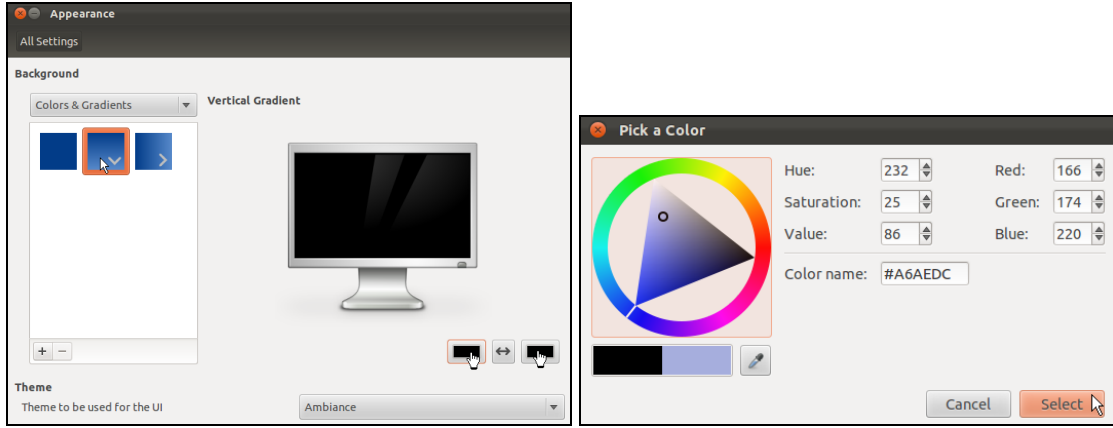 Appearance
All Settings
Background
Colors & Gradients
Vertical Gradient
+ −
Theme
Theme to be used for the UI
Ambiance
Pick a Color
Hue: 232 Red: 166
Saturation: 25 Green: 174
Value: 86 Blue: 220
Color name: #A6AEDC
Cancel Select